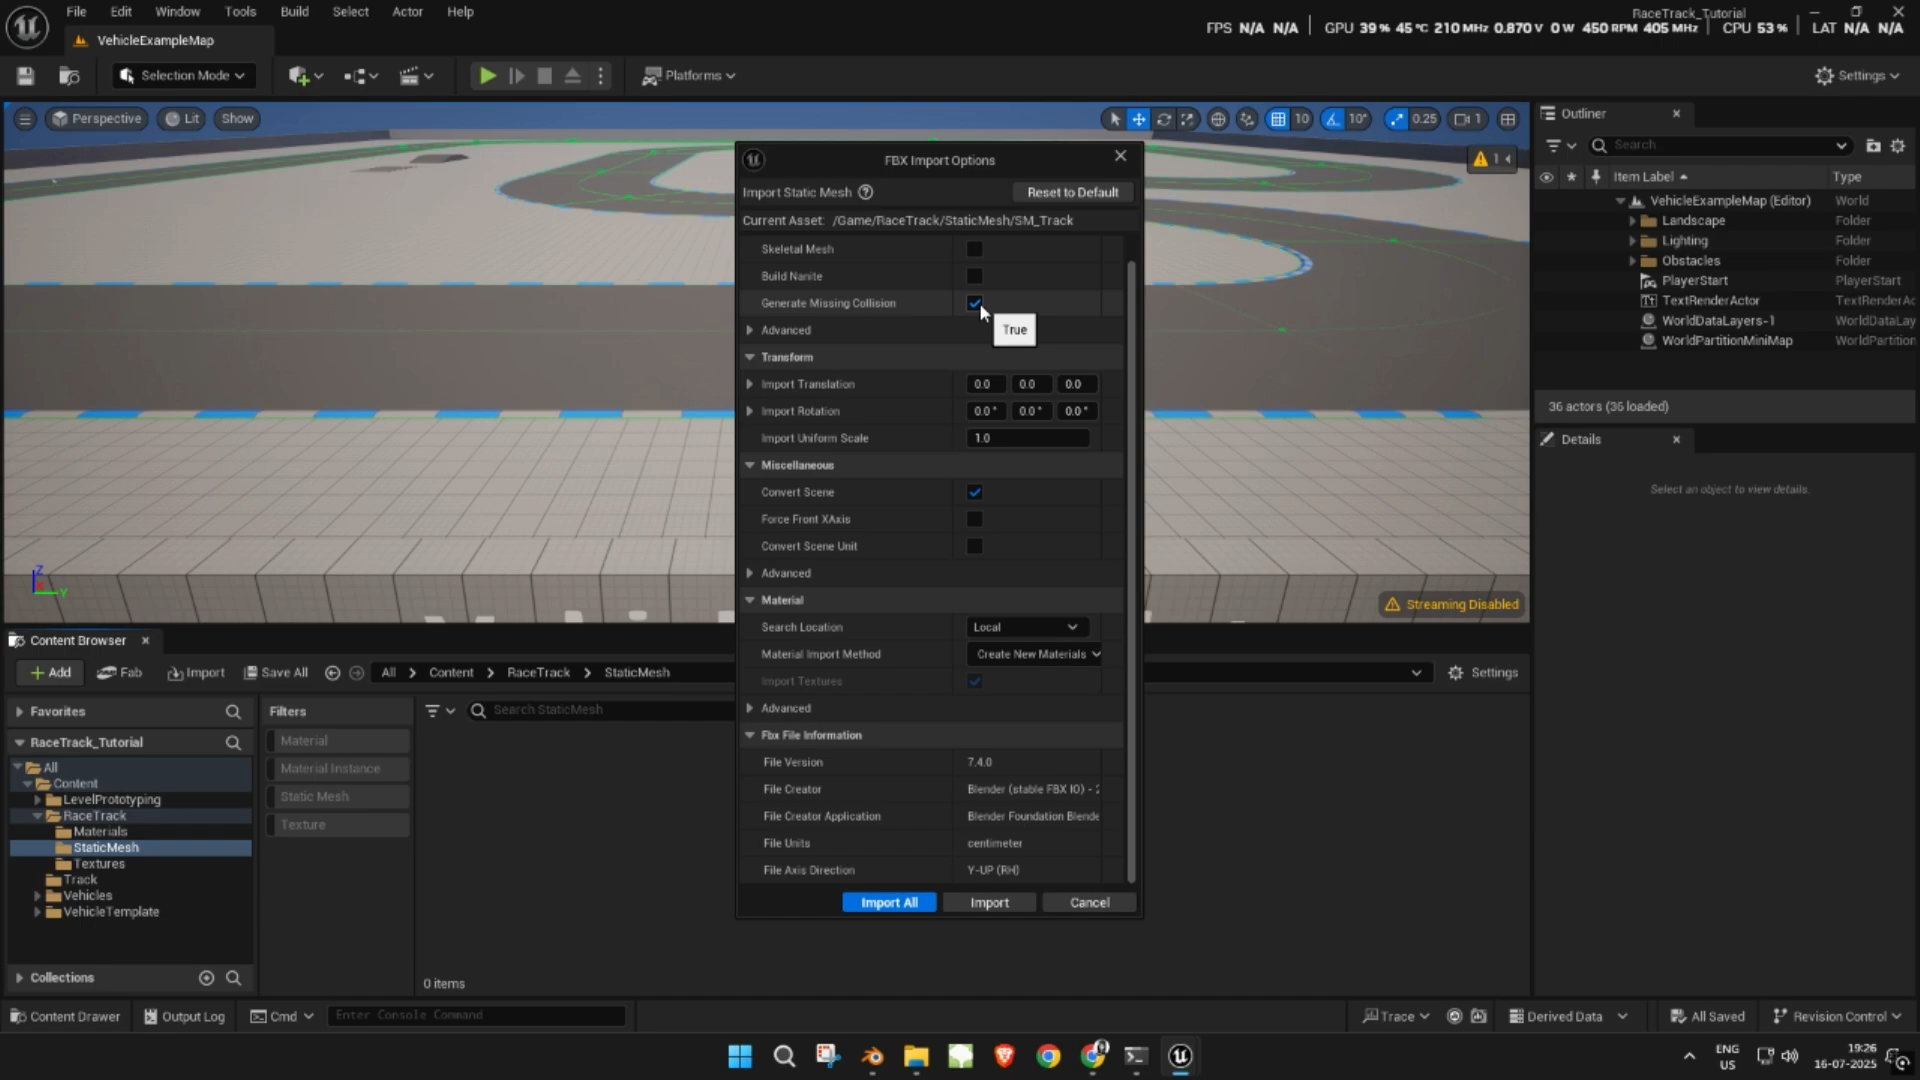 File Edit Window Tools Build Select Actor Help
RaceTrack_Tutorial
FPS N/A N/A GPU 39 % 45 °C 210 MHz 0.870 V 0 W 450 RPM 405 MHz CPU 53 % LAT N/A N/A
VehicleExampleMap
Selection Mode Platforms Settings
Perspective Lit Show 10 10° 0.25 1
1
FBX Import Options
Import Static Mesh Reset to Default
Current Asset: /Game/RaceTrack/StaticMesh/SM_Track
Skeletal Mesh
Build Nanite
Generate Missing Collision
True
Advanced
Transform
Import Translation 0.0 0.0 0.0
Import Rotation 0.0 ° 0.0 ° 0.0 °
Import Uniform Scale 1.0
Miscellaneous
Convert Scene
Force Front XAxis
Convert Scene Unit
Advanced
Material
Search Location Local
Material Import Method Create New Materials
Import Textures
Advanced
Fbx File Information
File Version 7.4.0
File Creator Blender (stable FBX IO) - 2
File Creator Application Blender Foundation Blende
File Units centimeter
File Axis Direction Y-UP (RH)
Import All Import Cancel
Outliner
Search
Item Label Type
VehicleExampleMap (Editor) World
Landscape Folder
Lighting Folder
Obstacles Folder
PlayerStart PlayerStart
TextRenderActor TextRenderAc
WorldDataLayers-1 WorldDataLay
WorldPartitionMiniMap WorldPartition
36 actors (36 loaded)
Details
Select an object to view details.
Z
Y
Streaming Disabled
Content Browser
Add Fab Import Save All All Content RaceTrack StaticMesh Settings
Favorites
RaceTrack_Tutorial
All
Content
LevelPrototyping
RaceTrack
Materials
StaticMesh
Textures
Track
Vehicles
VehicleTemplate
Collections
Filters
Material
Material Instance
Static Mesh
Texture
Search StaticMesh
0 items
Content Drawer Output Log Cmd Enter Console Command Trace Derived Data All Saved Revision Control
ENG
US
19:26
16-07-2025